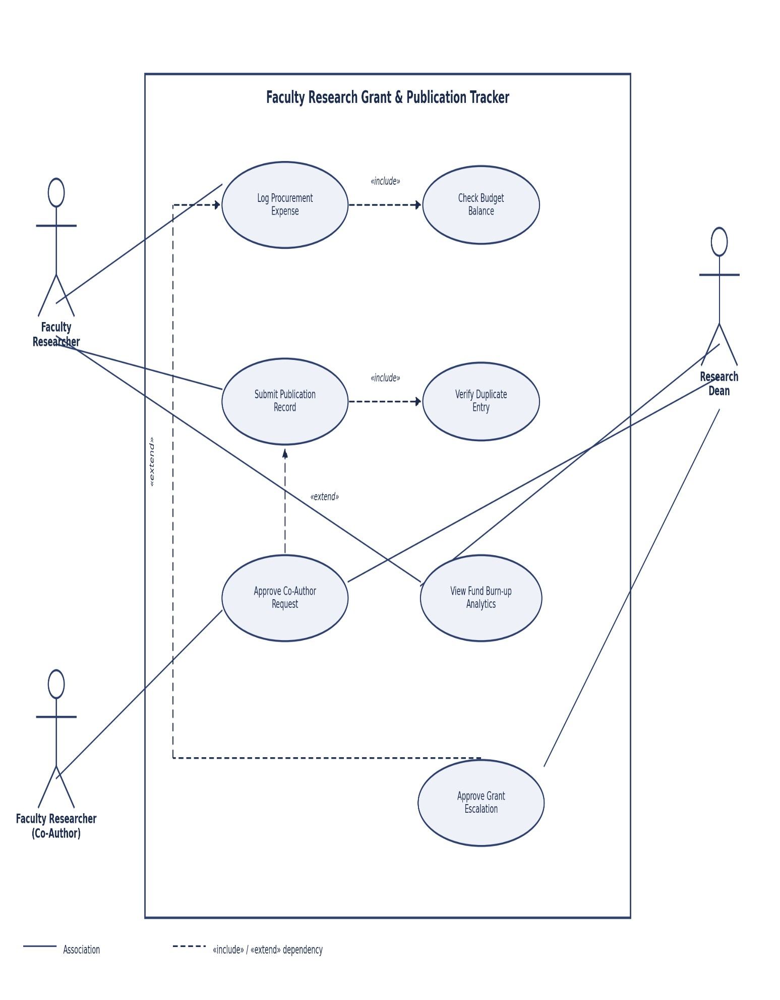 Faculty Research Grant & Publication Tracker
Log Procurement
Expense
«include»
Check Budget
Balance
Faculty
Researcher
Research
Dean
Submit Publication
Record
«include»
Verify Duplicate
Entry
«extend»
«extend»
Approve Co-Author
Request
View Fund Burn-up
Analytics
Approve Grant
Escalation
Faculty Researcher
(Co-Author)
Association
«include» / «extend» dependency